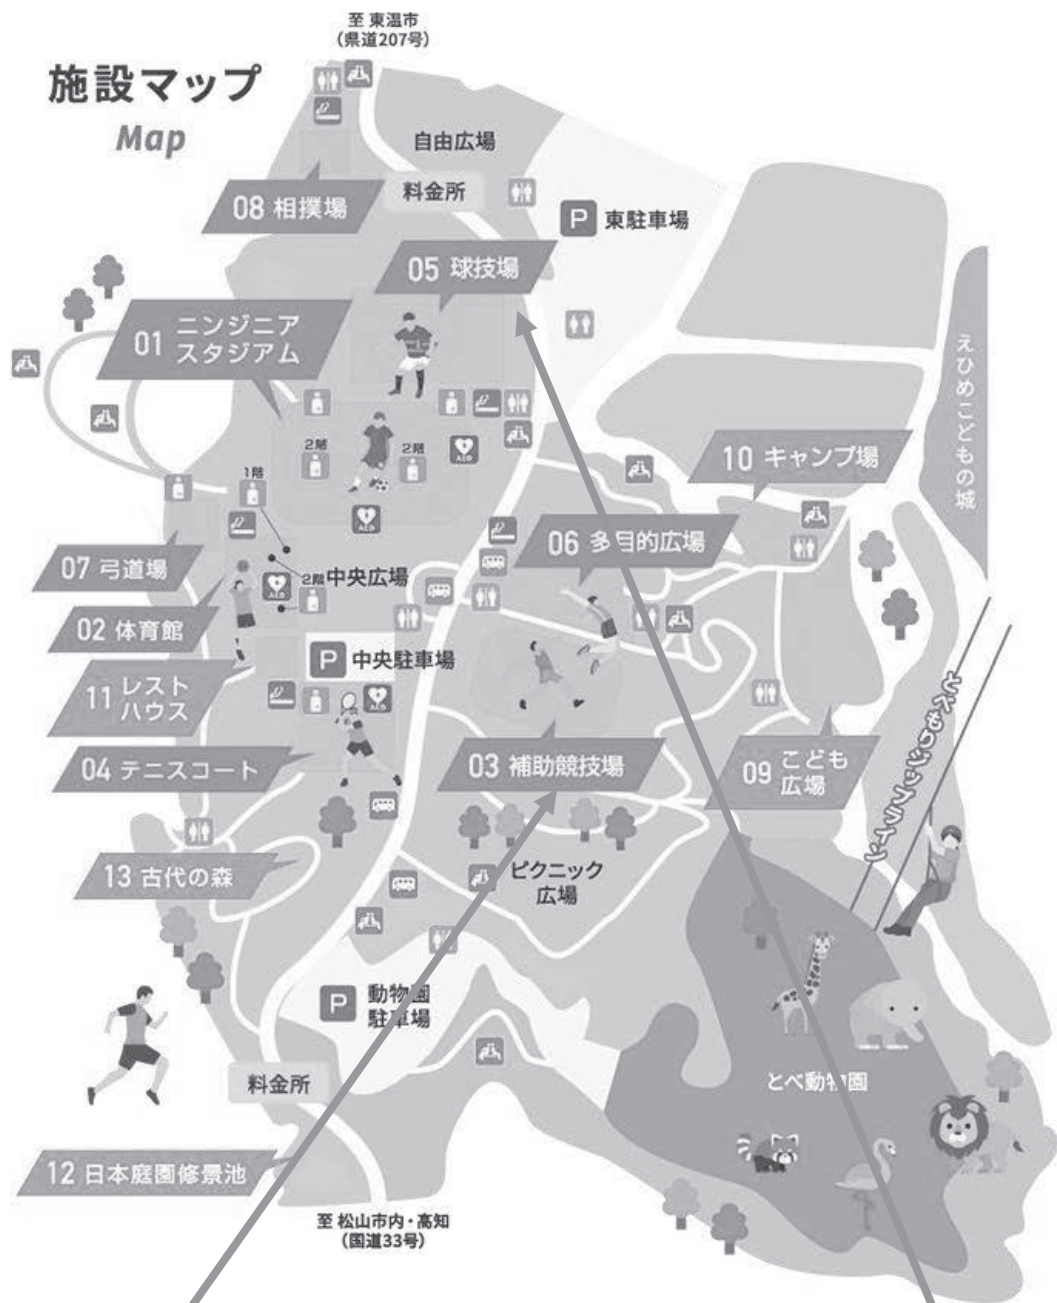 至 東温市
(県道207号)
施設マップ
Map
自由広場
料金所
08 相撲場
P 東駐車場
05 球技場
01 ニンジニア
スタジアム
えひめこどもの城
2階
2階
AED
10 キャンプ場
1階
AED
06 多目的広場
07 弓道場
AED
2階
中央広場
02 体育館
P 中央駐車場
11 レスト
ハウス
AED
とべもりジップライン
04 テニスコート
03 補助競技場
09 こども
広場
13 古代の森
ピクニック
広場
P 動物園
駐車場
料金所
とべ動物園
12 日本庭園修景池
至 松山市内・高知
(国道33号)